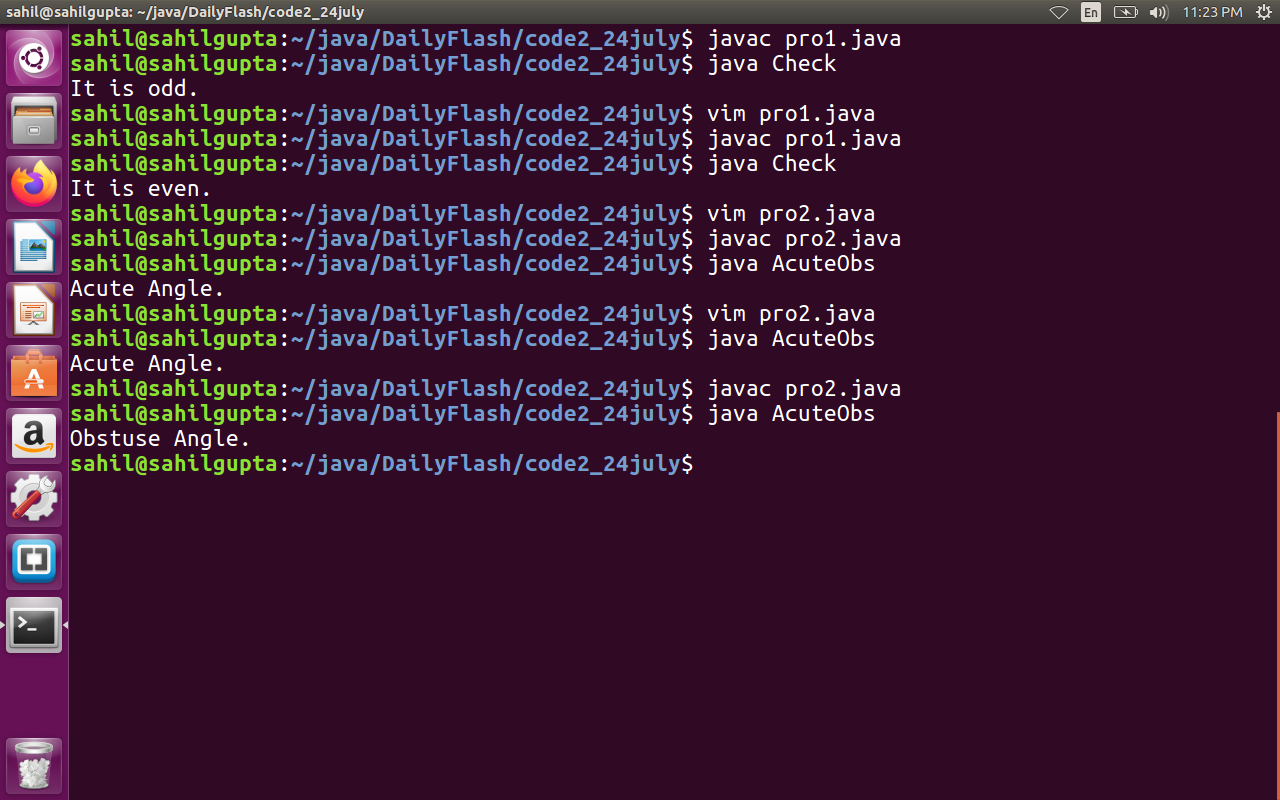 sahil@sahilgupta: ~/java/DailyFlash/code2_24july
En
11:23 PM
sahil@sahilgupta:~/java/DailyFlash/code2_24july$ javac pro1.java
sahil@sahilgupta:~/java/DailyFlash/code2_24july$ java Check
It is odd.
sahil@sahilgupta:~/java/DailyFlash/code2_24july$ vim pro1.java
sahil@sahilgupta:~/java/DailyFlash/code2_24july$ javac pro1.java
sahil@sahilgupta:~/java/DailyFlash/code2_24july$ java Check
It is even.
sahil@sahilgupta:~/java/DailyFlash/code2_24july$ vim pro2.java
sahil@sahilgupta:~/java/DailyFlash/code2_24july$ javac pro2.java
sahil@sahilgupta:~/java/DailyFlash/code2_24july$ java AcuteObs
Acute Angle.
sahil@sahilgupta:~/java/DailyFlash/code2_24july$ vim pro2.java
sahil@sahilgupta:~/java/DailyFlash/code2_24july$ java AcuteObs
Acute Angle.
sahil@sahilgupta:~/java/DailyFlash/code2_24july$ javac pro2.java
sahil@sahilgupta:~/java/DailyFlash/code2_24july$ java AcuteObs
Obstuse Angle.
sahil@sahilgupta:~/java/DailyFlash/code2_24july$